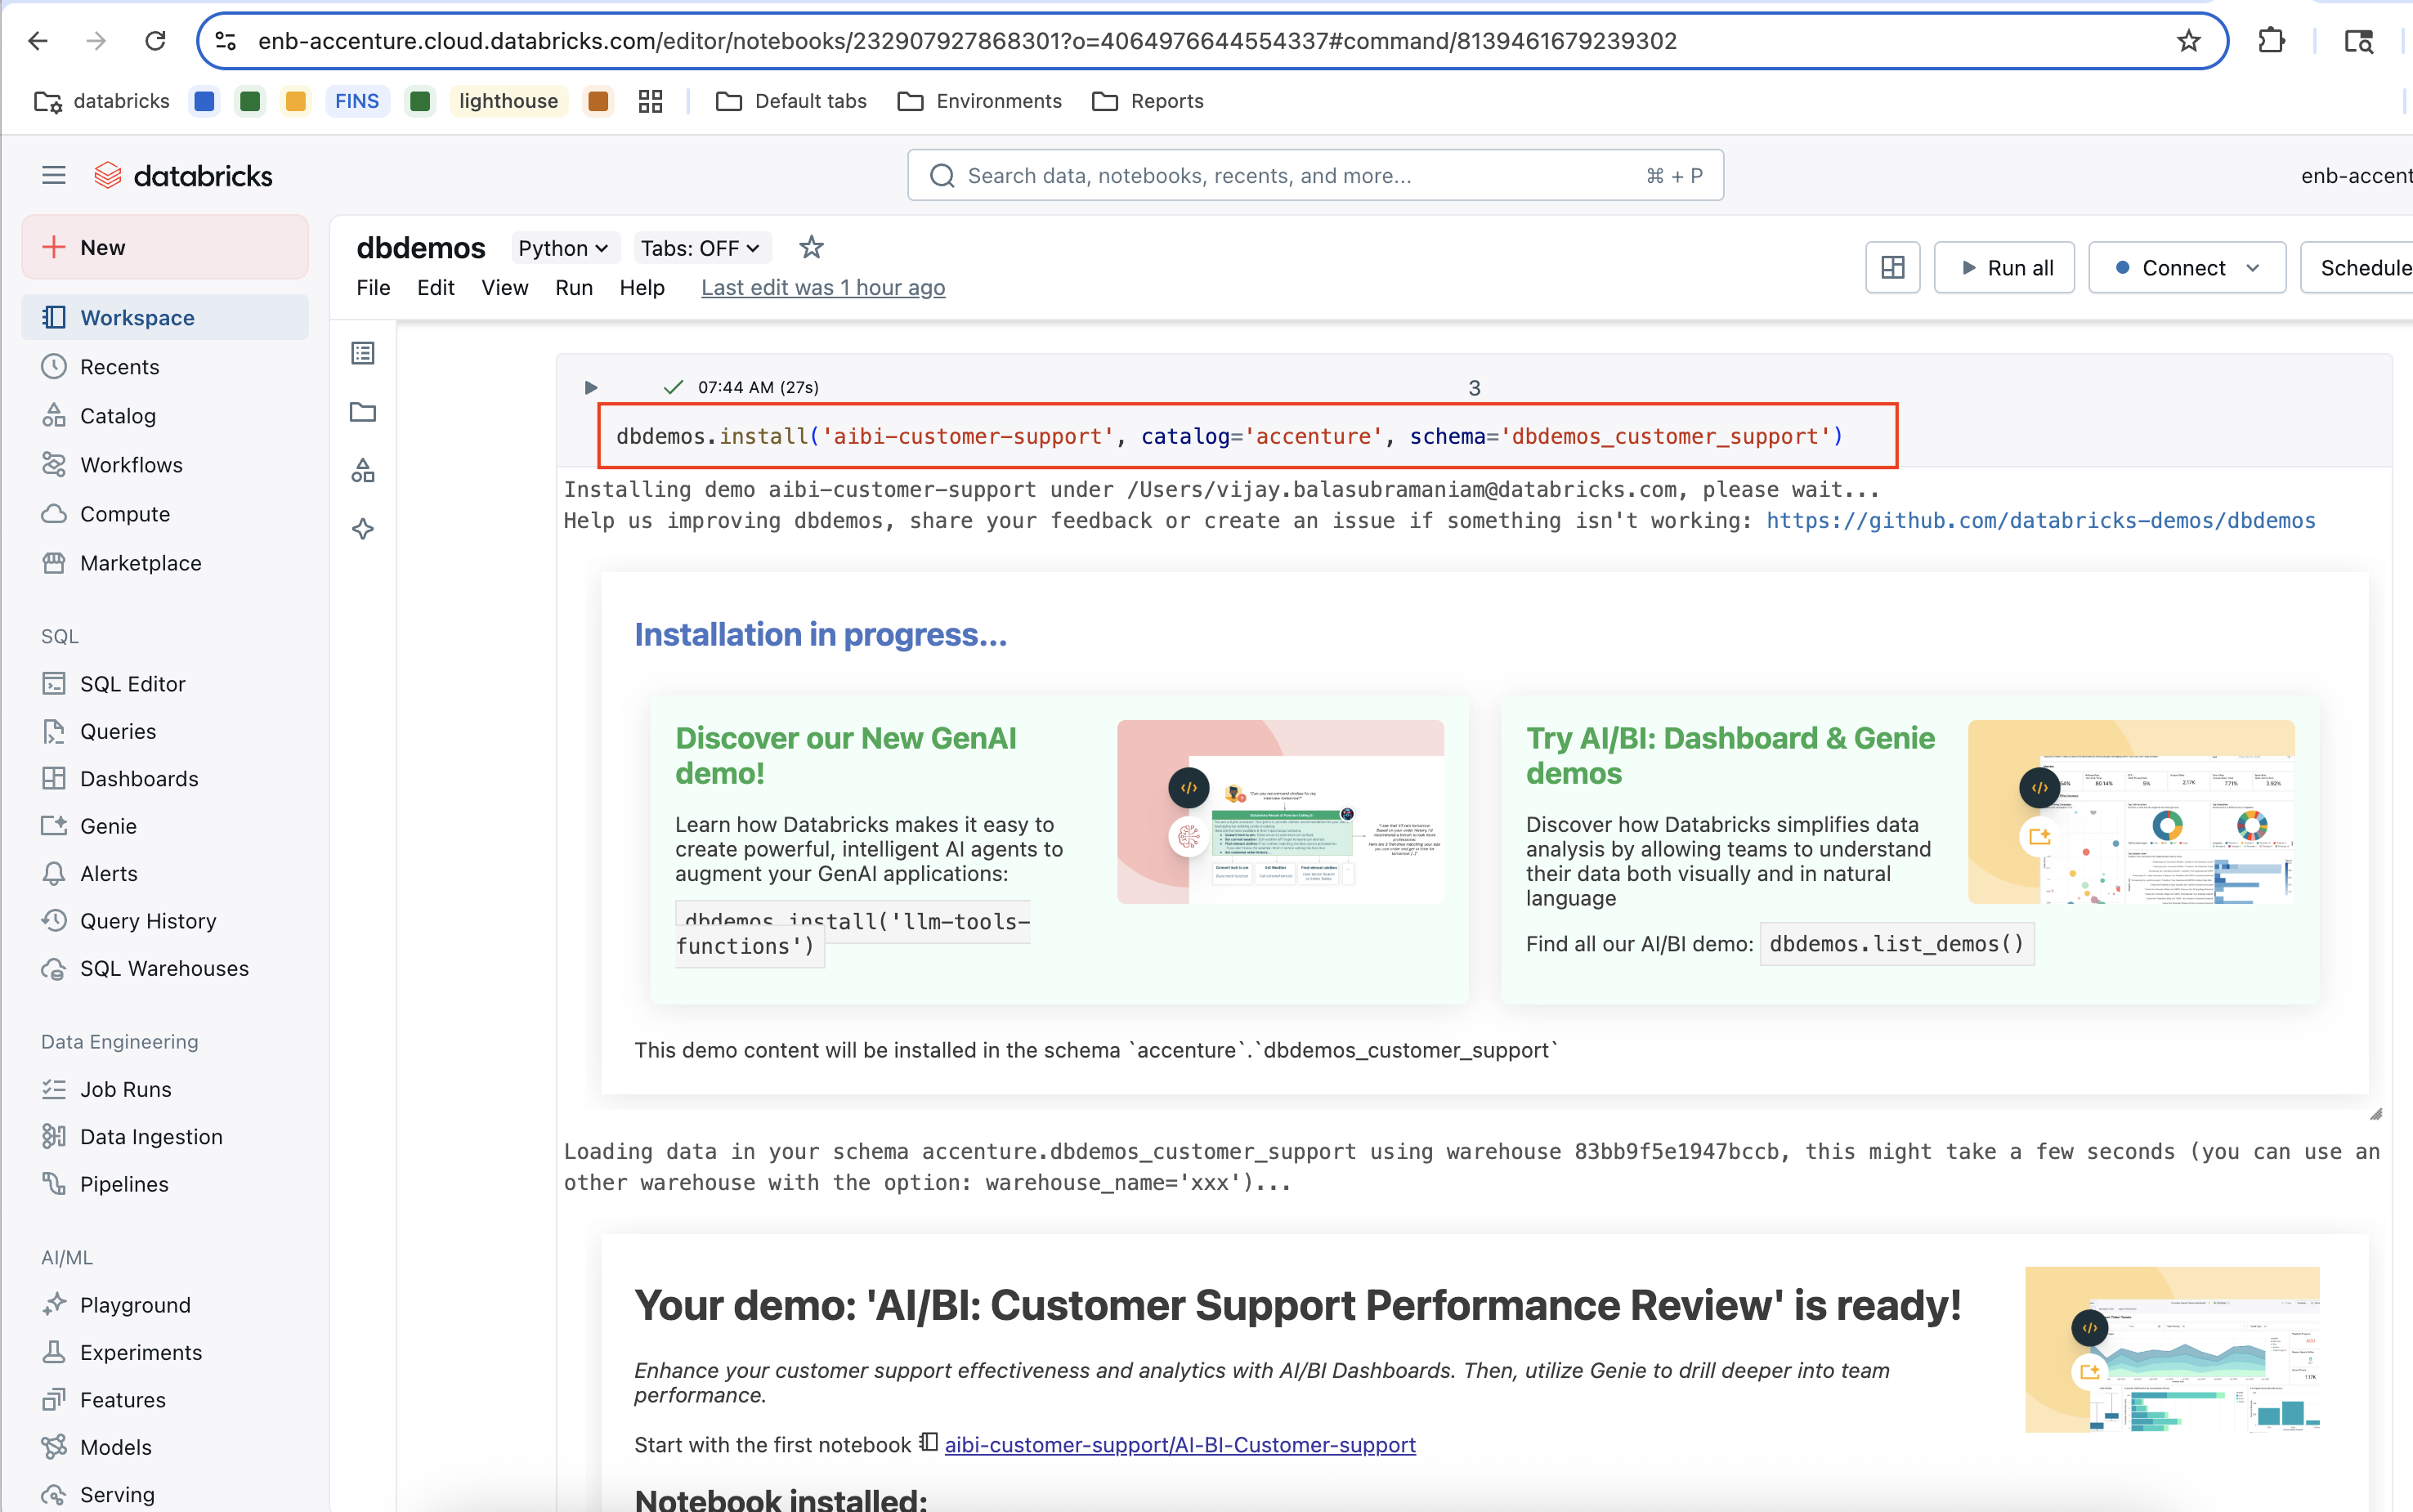 enb-accenture.cloud.databricks.com/editor/notebooks/232907927868301?o=4064976644554337#command/8139461679239302
databricks
FINS
lighthouse
Default tabs
Environments
Reports
databricks
Search data, notebooks, recents, and more...
⌘ + P
enb-accent
New
dbdemos
Python
Tabs: OFF
File Edit View Run Help Last edit was 1 hour ago
Run all
Connect
Schedule
Workspace
Recents
Catalog
Workflows
Compute
Marketplace
SQL
SQL Editor
Queries
Dashboards
Genie
Alerts
Query History
SQL Warehouses
Data Engineering
Job Runs
Data Ingestion
Pipelines
AI/ML
Playground
Experiments
Features
Models
Serving
07:44 AM (27s)
3
dbdemos.install('aibi-customer-support', catalog='accenture', schema='dbdemos_customer_support')
Installing demo aibi-customer-support under /Users/vijay.balasubramaniam@databricks.com, please wait...
Help us improving dbdemos, share your feedback or create an issue if something isn't working: https://github.com/databricks-demos/dbdemos
Installation in progress...
Discover our New GenAI
demo!
Learn how Databricks makes it easy to
create powerful, intelligent AI agents to
augment your GenAI applications:
dbdemos.install('llm-tools-
functions')
Try AI/BI: Dashboard & Genie
demos
Discover how Databricks simplifies data
analysis by allowing teams to understand
their data both visually and in natural
language
Find all our AI/BI demo: dbdemos.list_demos()
This demo content will be installed in the schema `accenture`.`dbdemos_customer_support`
Loading data in your schema accenture.dbdemos_customer_support using warehouse 83bb9f5e1947bccb, this might take a few seconds (you can use an
other warehouse with the option: warehouse_name='xxx')...
Your demo: 'AI/BI: Customer Support Performance Review' is ready!
Enhance your customer support effectiveness and analytics with AI/BI Dashboards. Then, utilize Genie to drill deeper into team
performance.
Start with the first notebook aibi-customer-support/AI-BI-Customer-support
Notebook installed: